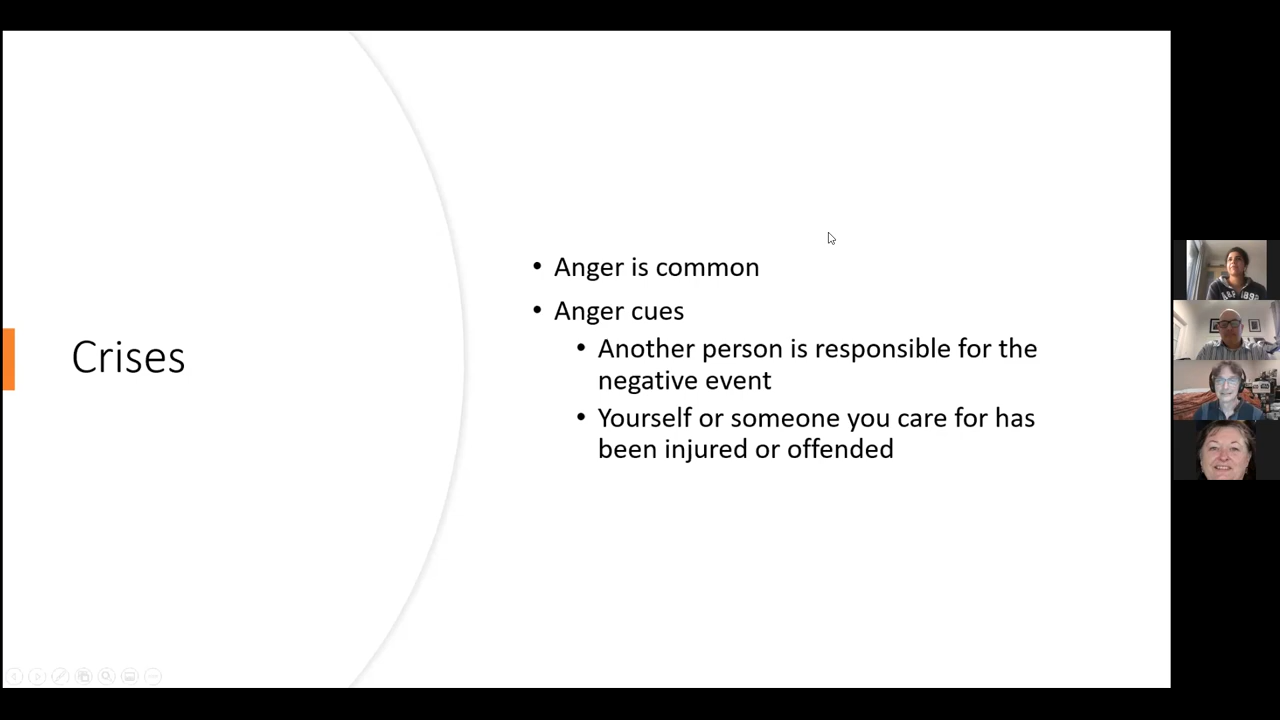 Crises
• Anger is common
• Anger cues
• Another person is responsible for the
negative event
• Yourself or someone you care for has
been injured or offended